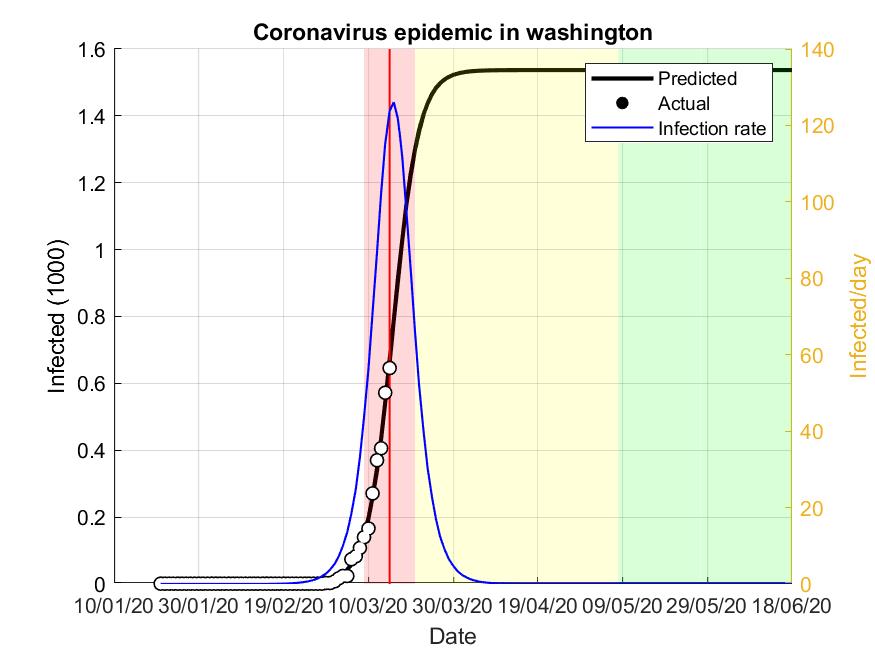 Coronavirus epidemic in washington
1.6
1.4
1.2
1
0.8
0.6
0.4
0.2
0
Infected (1000)
140
120
100
80
60
40
20
0
Infected/day
Predicted
Actual
Infection rate
10/01/20 30/01/20 19/02/20 10/03/20 30/03/20 19/04/20 09/05/20 29/05/20 18/06/20
Date